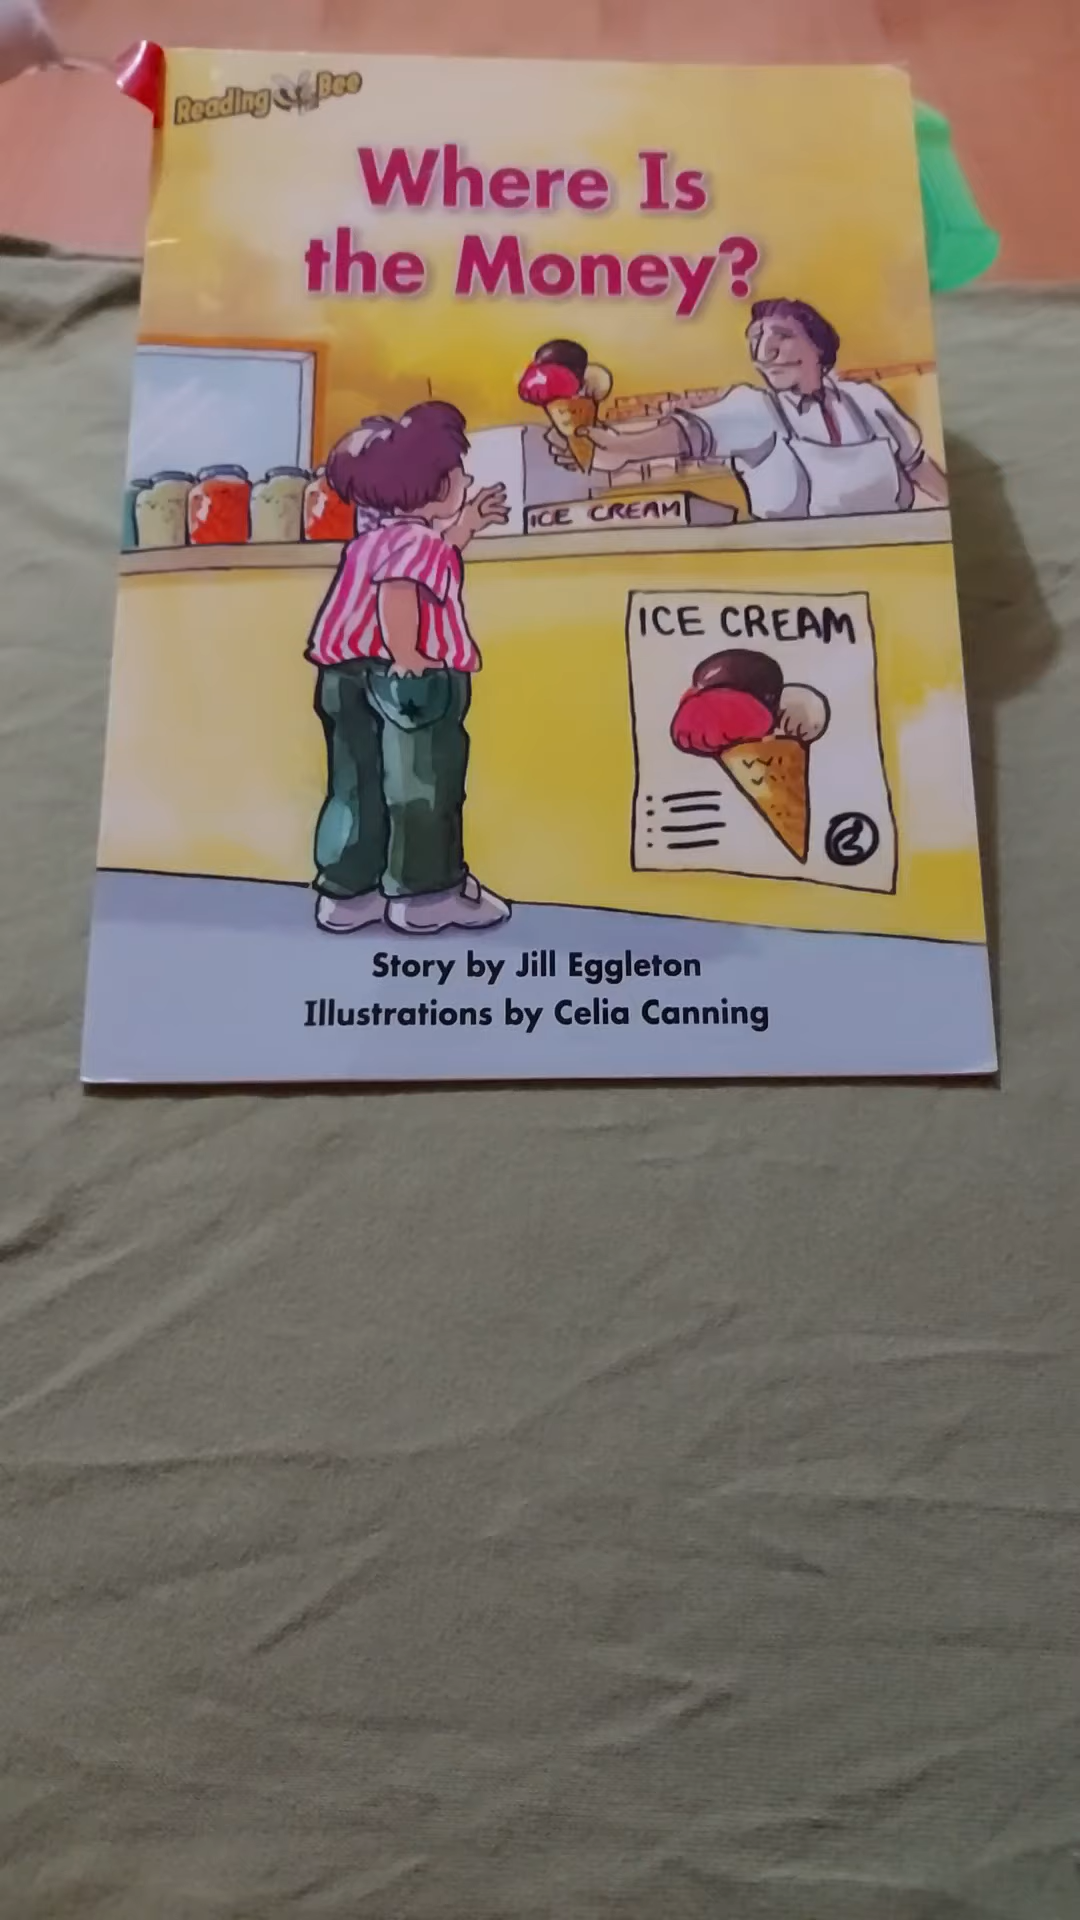 Reading Bee
Where Is
the Money?
ICE CREAM
ICE CREAM
Story by Jill Eggleton
Illustrations by Celia Canning